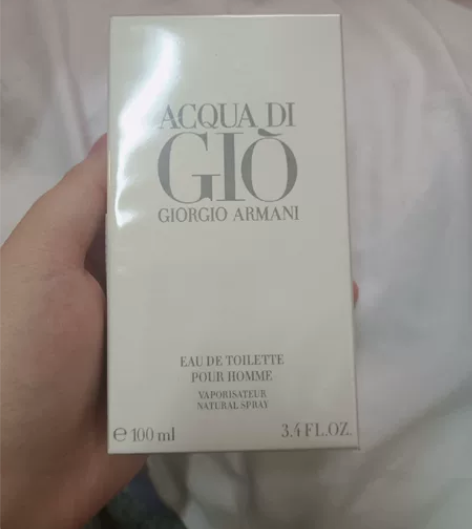 ACQUA DI
GIÒ
GIORGIO ARMANI
EAU DE TOILETTE
POUR HOMME
VAPORISATEUR
NATURAL SPRAY
℮ 100 ml 3.4 FL.OZ.